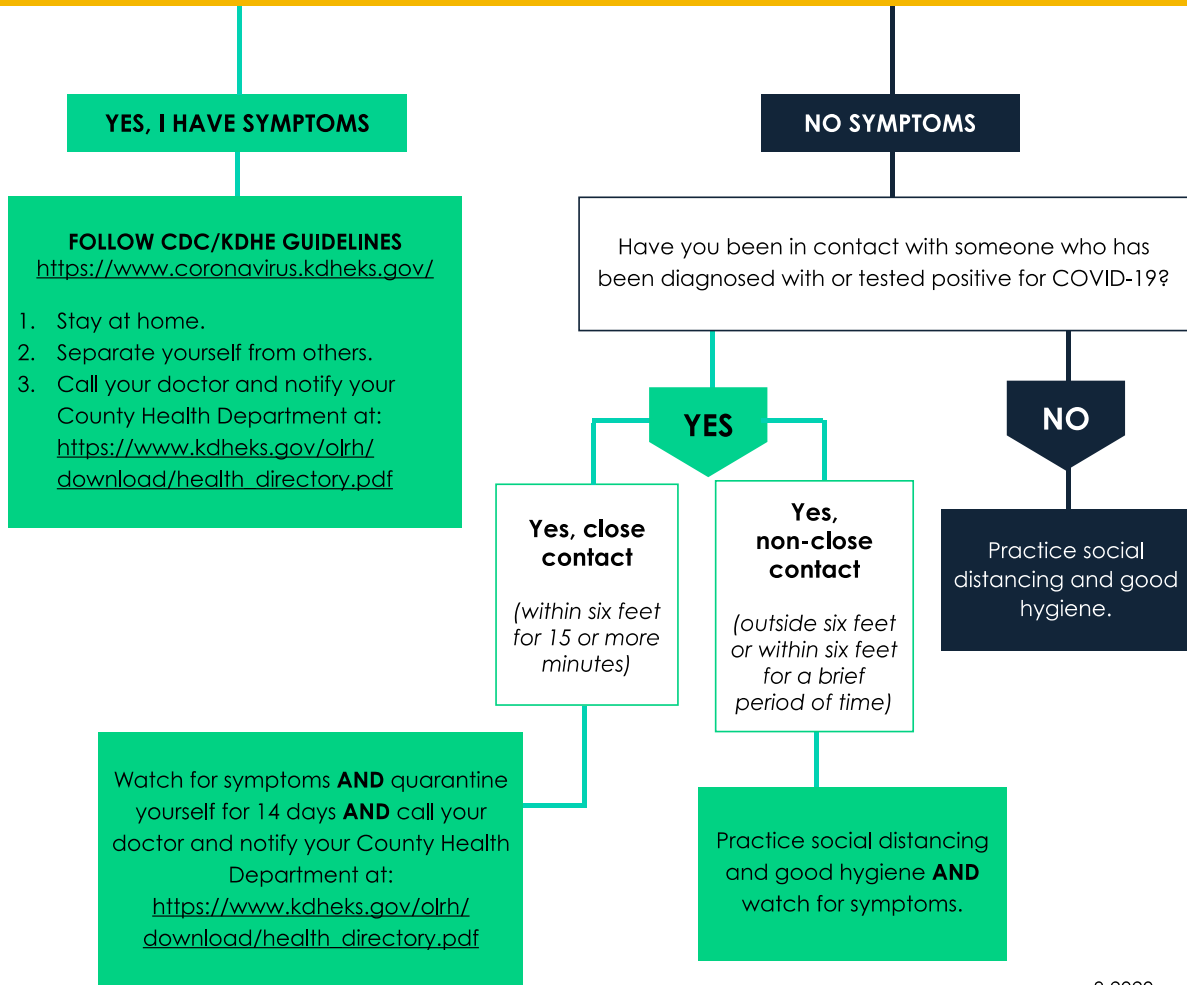 YES, I HAVE SYMPTOMS
FOLLOW CDC/KDHE GUIDELINES
https://www.coronavirus.kdheks.gov/
1. Stay at home.
2. Separate yourself from others.
3. Call your doctor and notify your
County Health Department at:
https://www.kdheks.gov/olrh/
download/health_directory.pdf
NO SYMPTOMS
Have you been in contact with someone who has
been diagnosed with or tested positive for COVID-19?
YES
Yes, close
contact
(within six feet
for 15 or more
minutes)
Watch for symptoms AND quarantine
yourself for 14 days AND call your
doctor and notify your County Health
Department at:
https://www.kdheks.gov/olrh/
download/health_directory.pdf
Yes,
non-close
contact
(outside six feet
or within six feet
for a brief
period of time)
Practice social distancing
and good hygiene AND
watch for symptoms.
NO
Practice social
distancing and good
hygiene.